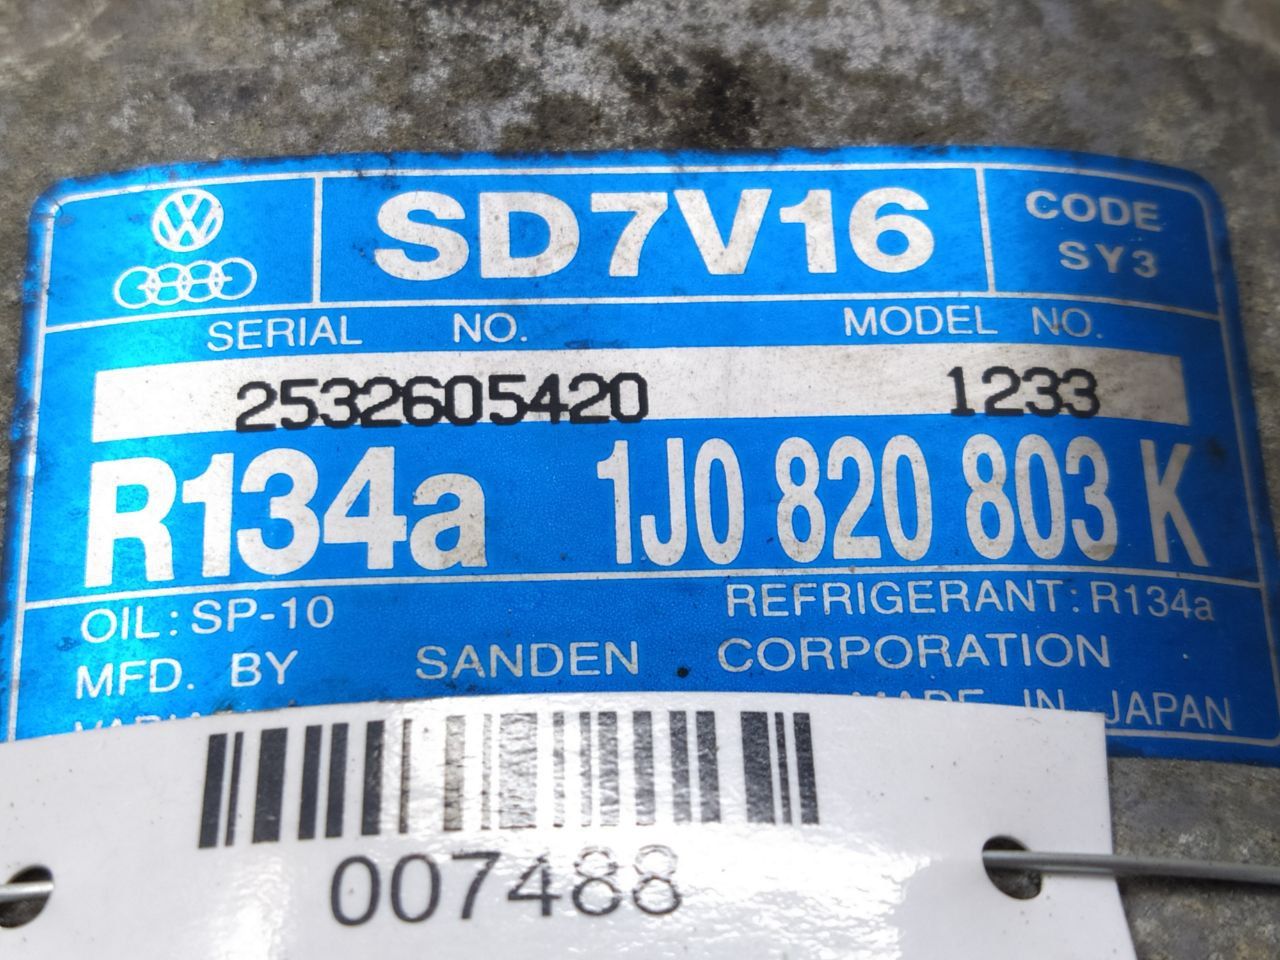 SD7V16
CODE
SY3
SERIAL NO. MODEL NO.
2532605420 1233
R134a 1J0 820 803 K
OIL: SP-10 REFRIGERANT: R134a
MFD. BY SANDEN CORPORATION
MADE IN JAPAN
007488